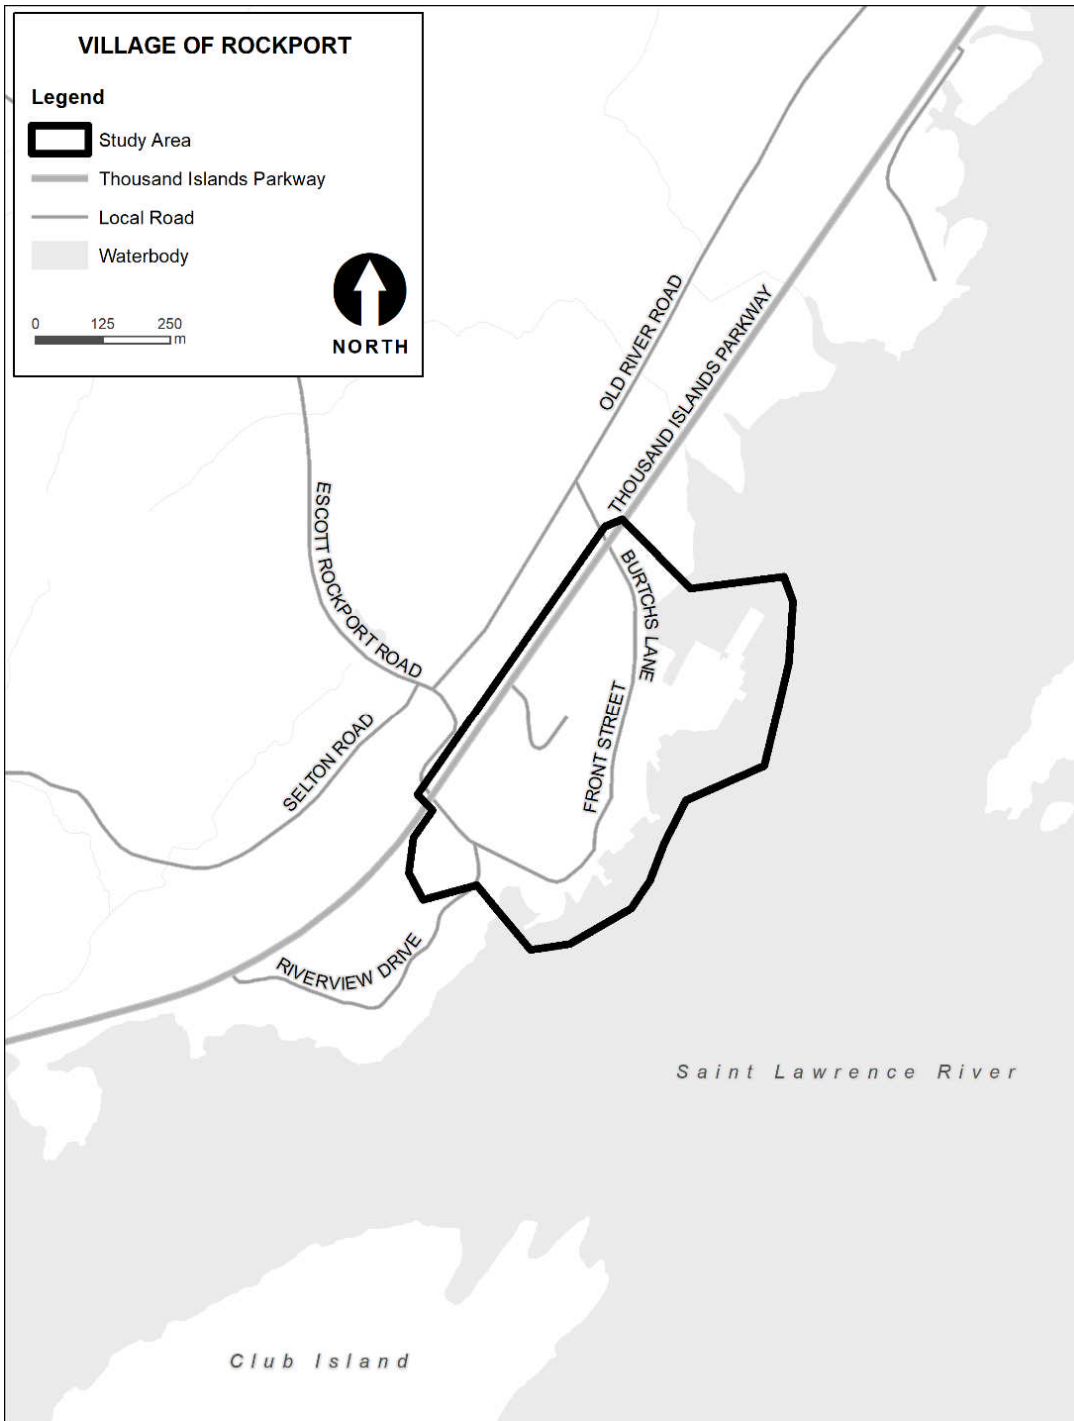 VILLAGE OF ROCKPORT
Legend
Study Area
Thousand Islands Parkway
Local Road
Waterbody
0 125 250
m
NORTH
OLD RIVER ROAD
THOUSAND ISLANDS PARKWAY
ESCOTT ROCKPORT ROAD
BURTCHS LANE
SELTON ROAD
FRONT STREET
RIVERVIEW DRIVE
Saint Lawrence River
Club Island